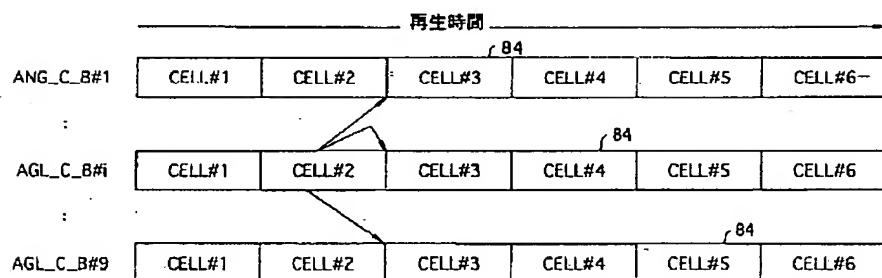 再生時間
84
ANG_C_B#1 CELL#1 CELL#2 CELL#3 CELL#4 CELL#5 CELL#6
:
84
AGL_C_B#i CELL#1 CELL#2 CELL#3 CELL#4 CELL#5 CELL#6
:
84
AGL_C_B#9 CELL#1 CELL#2 CELL#3 CELL#4 CELL#5 CELL#6